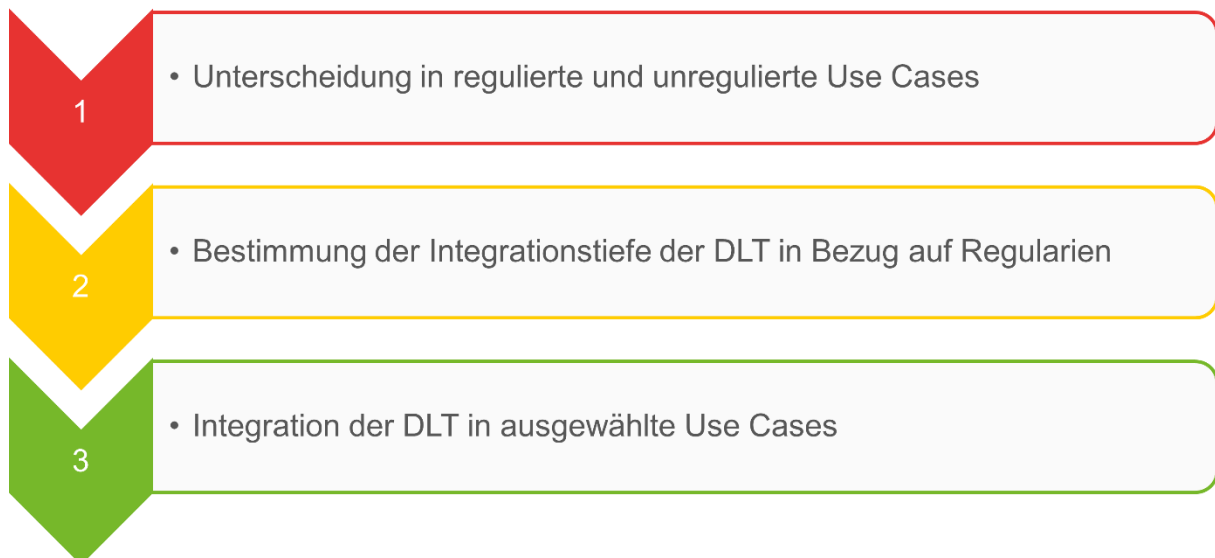 1
• Unterscheidung in regulierte und unregulierte Use Cases
2
• Bestimmung der Integrationstiefe der DLT in Bezug auf Regularien
3
• Integration der DLT in ausgewählte Use Cases